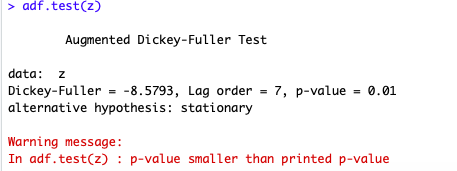 > adf.test(z)
Augmented Dickey-Fuller Test
data:  z
Dickey-Fuller = -8.5793, Lag order = 7, p-value = 0.01
alternative hypothesis: stationary
Warning message:
In adf.test(z) : p-value smaller than printed p-value